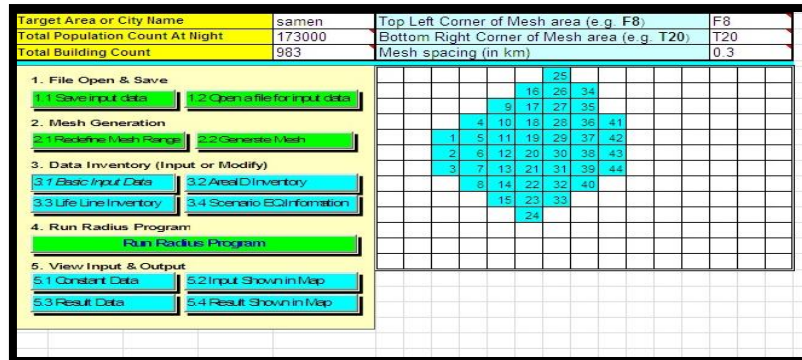 Target Area or City Name samen Top Left Corner of Mesh area (e.g. F8) F8
Total Population Count At Night 173000 Bottom Right Corner of Mesh area (e.g. T20) T20
Total Building Count 983 Mesh spacing (in km) 0.3
1. File Open & Save
1.1 Save input data 1.2 Open a file for input data
2. Mesh Generation
2.1 Redefine Mesh Range 2.2 Generate Mesh
3. Data Inventory (Input or Modify)
3.1 Basic Input Data 3.2 Area ID Inventory
3.3 Life Line Inventory 3.4 Scenario EQ Information
4. Run Radius Program
Run Radius Program
5. View Input & Output
5.1 Constant Data 5.2 Input Shown in Map
5.3 Result Data 5.4 Result Shown in Map
25
16 26 34
9 17 27 35
4 10 18 28 36 41
1 5 11 19 29 37 42
2 6 12 20 30 38 43
3 7 13 21 31 39 44
8 14 22 32 40
15 23 33
24